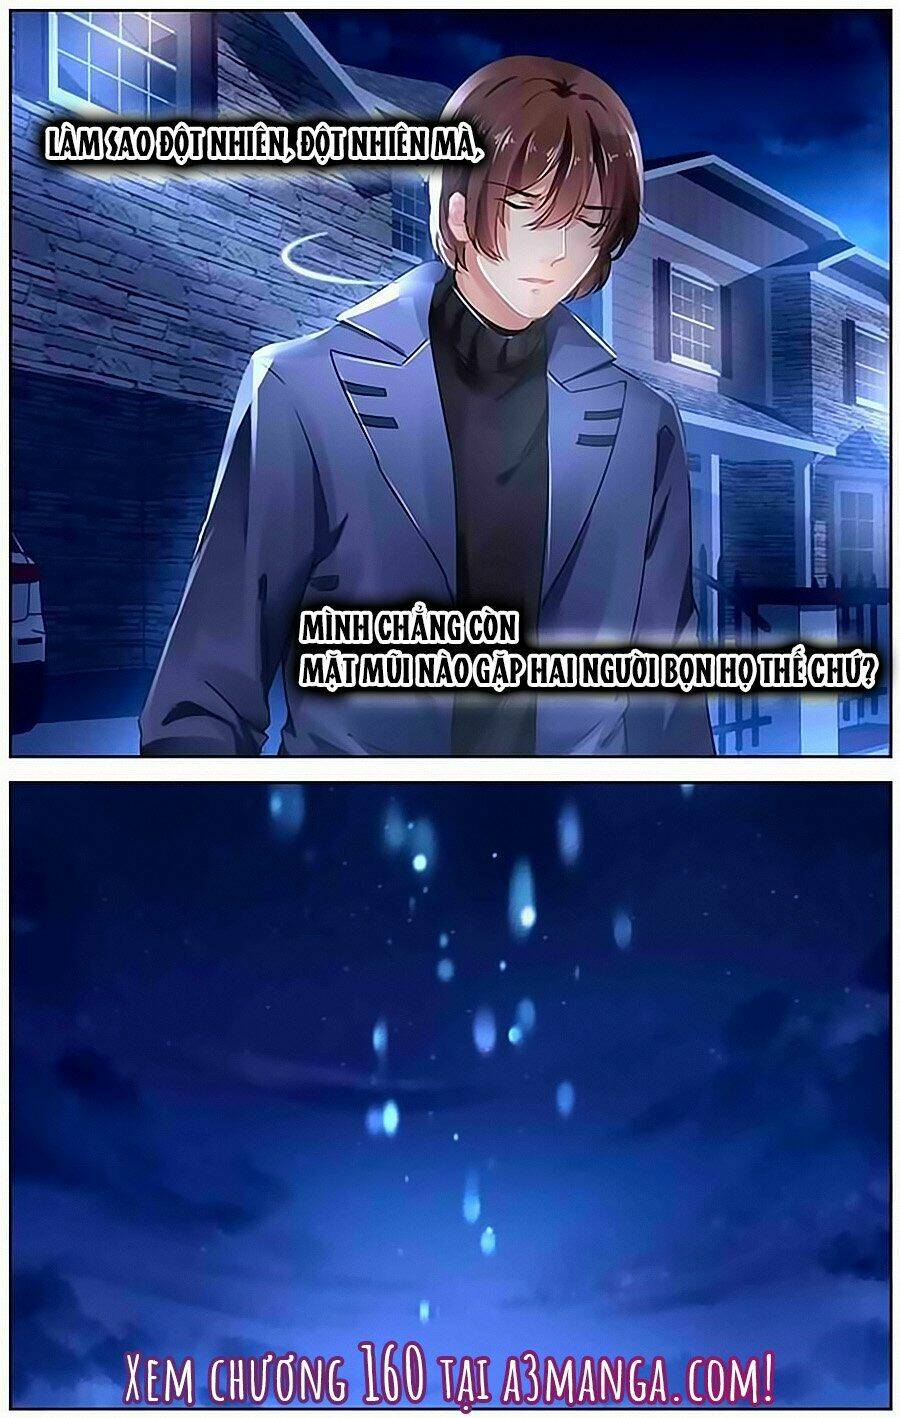 LÀM SAO ĐỘT NHIÊN, ĐỘT NHIÊN MÀ,
MÌNH CHẲNG CÒN
MẶT MŨI NÀO GẶP HAI NGƯỜI BỌN HỌ THẾ CHỨ?
XEM CHƯƠNG 160 TẠI A3MANGA.COM!